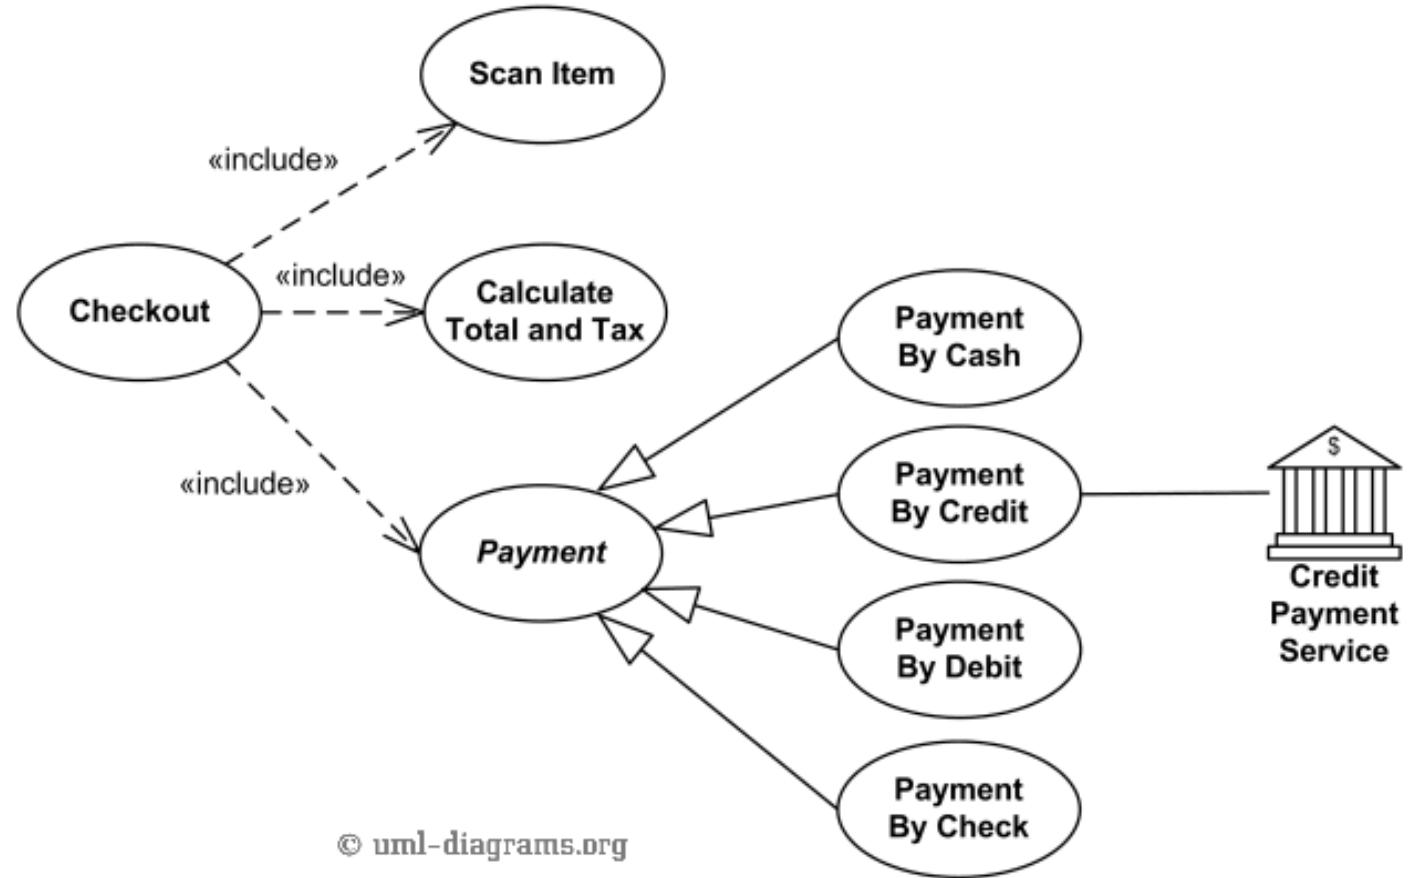 Scan Item
«include»
«include»
Checkout
Calculate
Total and Tax
Payment
By Cash
$
Payment
By Credit
«include»
Payment
Credit
Payment
Service
Payment
By Debit
Payment
By Check
© uml-diagrams.org